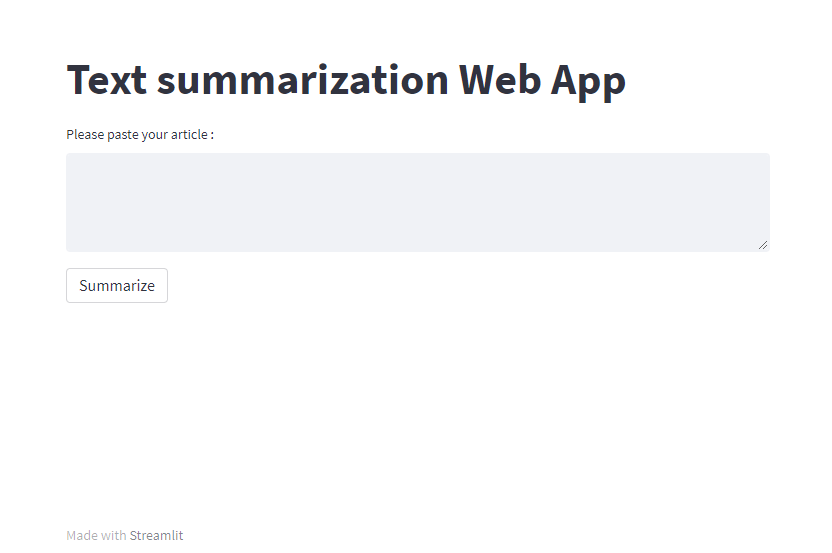 Text summarization Web App
Please paste your article :
Summarize
Made with Streamlit